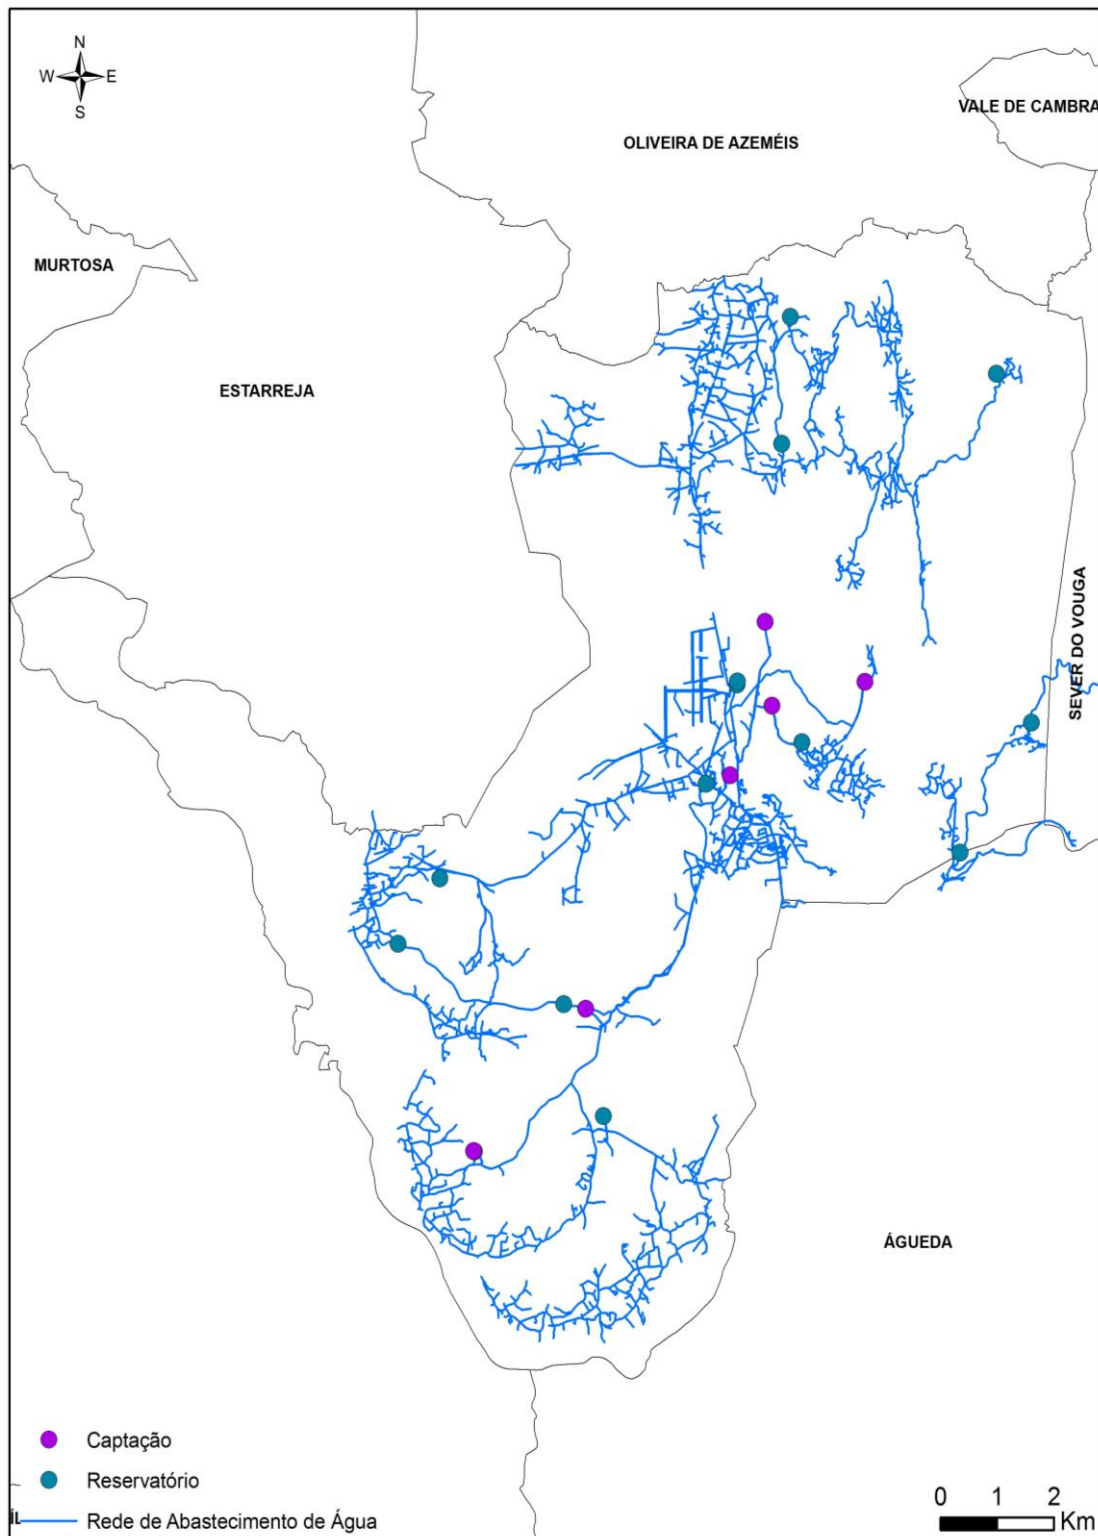 N
W E
S
VALE DE CAMBRA
OLIVEIRA DE AZEMÉIS
MURTOSA
ESTARREJA
SEVER DO VOUGA
ÁGUEDA
Captação
Reservatório
Rede de Abastecimento de Água
0 1 2
Km